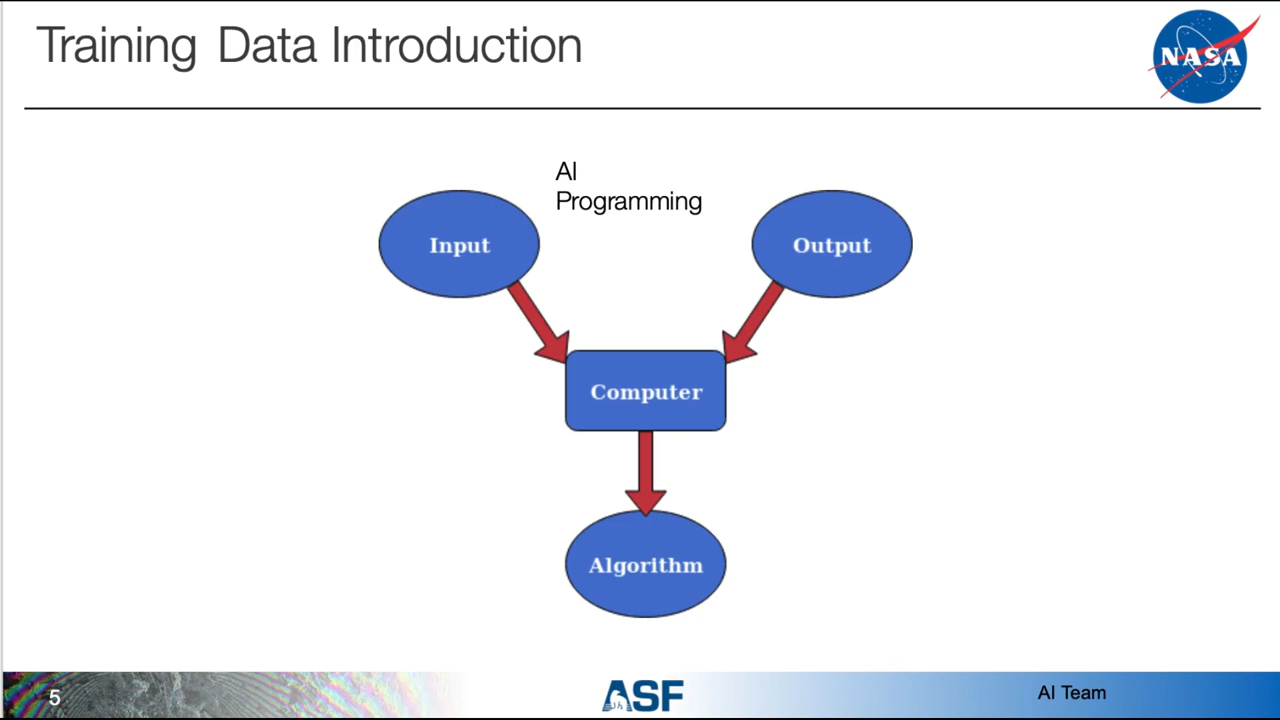 Training Data Introduction
NASA
AI
Programming
Input
Output
Computer
Algorithm
5
ASF
AI Team